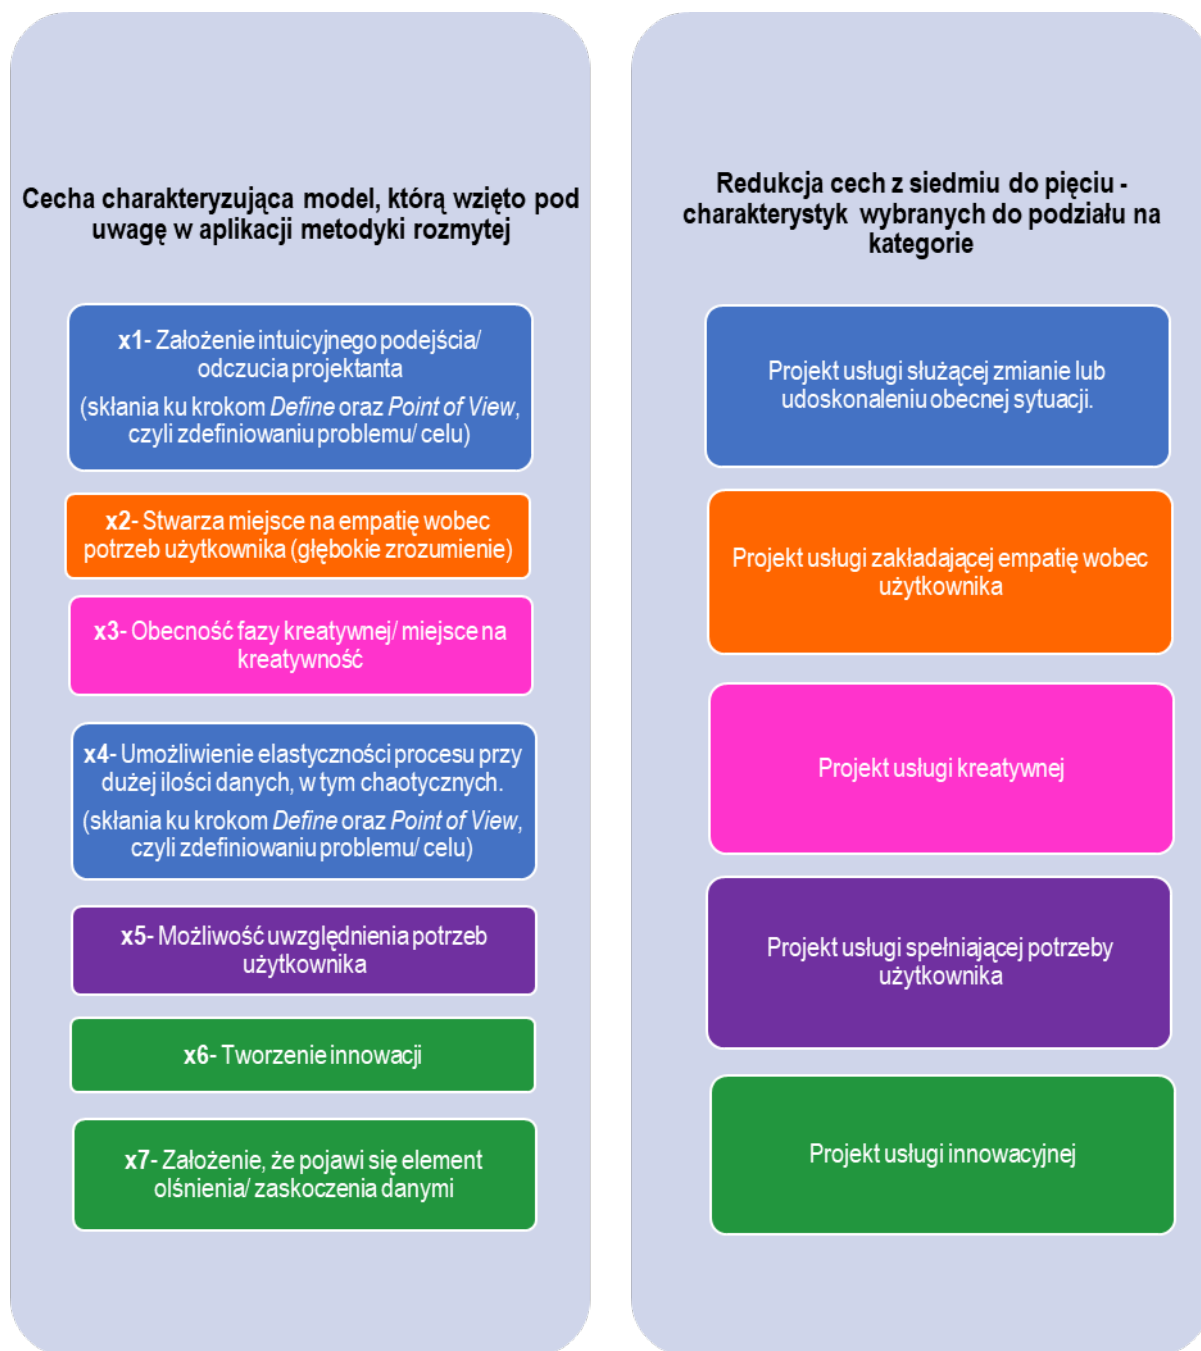 Cecha charakteryzująca model, którą wzięto pod
uwagę w aplikacji metodyki rozmytej
x1- Założenie intuicyjnego podejścia/
odczucia projektanta
(skłania ku krokom Define oraz Point of View,
czyli zdefiniowaniu problemu/ celu)
x2- Stwarza miejsce na empatię wobec
potrzeb użytkownika (głębokie zrozumienie)
x3- Obecność fazy kreatywnej/ miejsce na
kreatywność
x4- Umożliwienie elastyczności procesu przy
dużej ilości danych, w tym chaotycznych.
(skłania ku krokom Define oraz Point of View,
czyli zdefiniowaniu problemu/ celu)
x5- Możliwość uwzględnienia potrzeb
użytkownika
x6- Tworzenie innowacji
x7- Założenie, że pojawi się element
olśnienia/ zaskoczenia danymi
Redukcja cech z siedmiu do pięciu -
charakterystyk wybranych do podziału na
kategorie
Projekt usługi służącej zmianie lub
udoskonaleniu obecnej sytuacji.
Projekt usługi zakładającej empatię wobec
użytkownika
Projekt usługi kreatywnej
Projekt usługi spełniającej potrzeby
użytkownika
Projekt usługi innowacyjnej